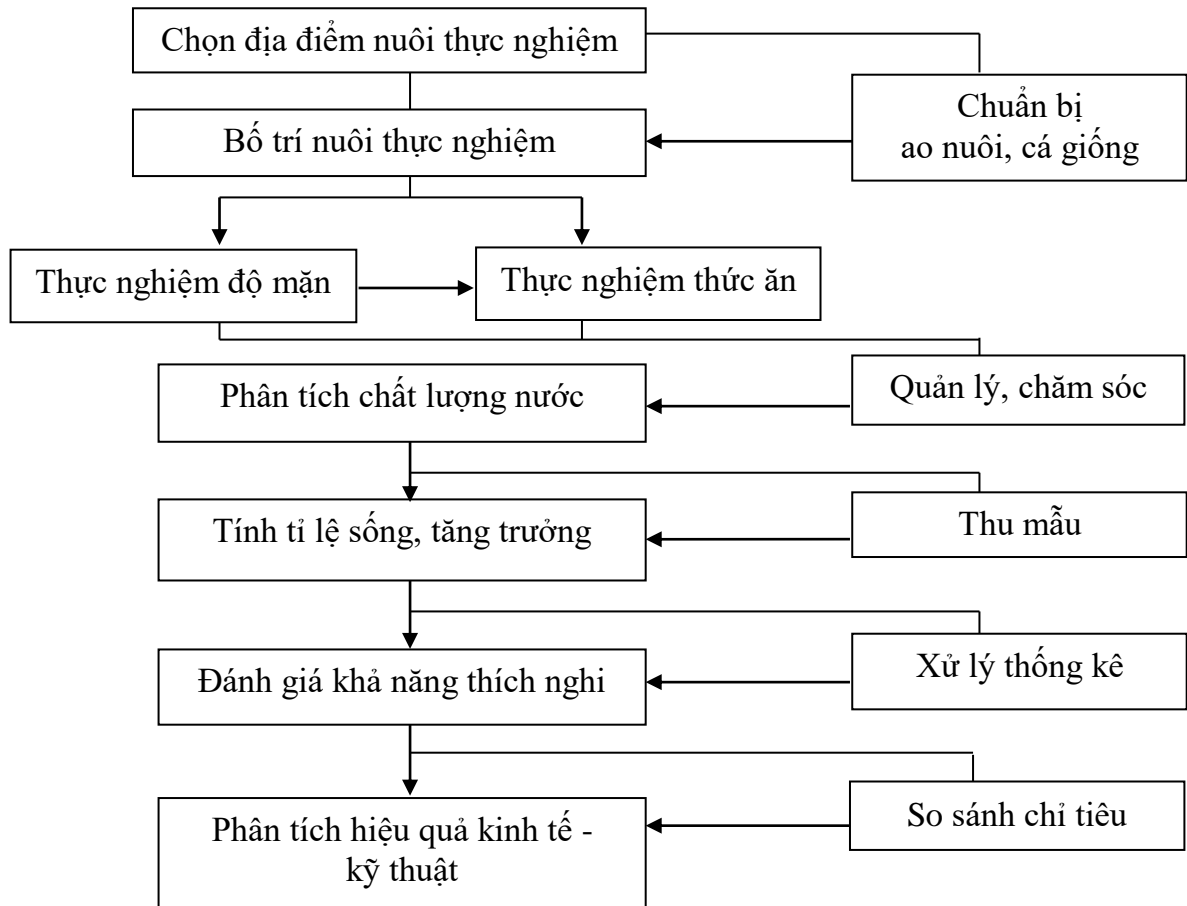 Chọn địa điểm nuôi thực nghiệm
Chuẩn bị
ao nuôi, cá giống
Bố trí nuôi thực nghiệm
Thực nghiệm độ mặn
Thực nghiệm thức ăn
Phân tích chất lượng nước
Quản lý, chăm sóc
Tính tỉ lệ sống, tăng trưởng
Thu mẫu
Đánh giá khả năng thích nghi
Xử lý thống kê
Phân tích hiệu quả kinh tế -
kỹ thuật
So sánh chỉ tiêu